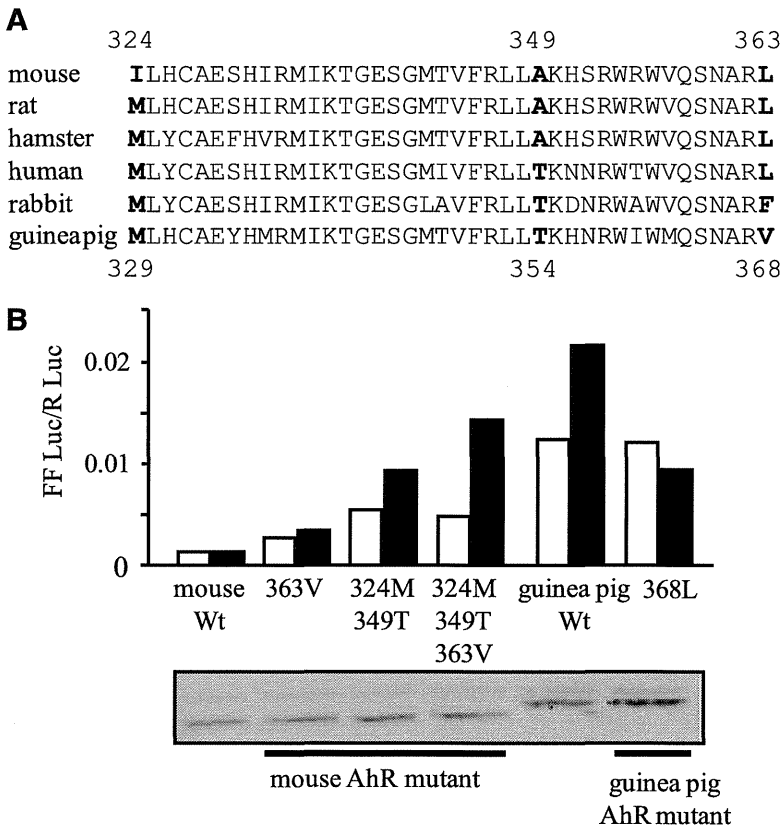 A
324 349 363
mouse ILHCAESHIRMIKTGESGMTVFRLLAKHSRWRWVQSNARL
rat MLHCAESHIRMIKTGESGMTVFRLLAKHSRWRWVQSNARL
hamster MLYCAEFHVRMIKTGESGMTVFRLLAKHSRWRWVQSNARL
human MLYCAESHIRMIKTGESGMIVFRLLTKNNRWTWVQSNARL
rabbit MLYCAESHIRMIKTGESGLAVFRLLTKDNRWAWVQSNARF
guineapig MLHCAEYHMRMIKTGESGMTVFRLLTKHNRWIWMQSNARV
329 354 368
B
FF Luc/R Luc
0.02
0.01
0
mouse 363V 324M 324M guinea pig 368L
Wt 349T 349T Wt
363V
mouse AhR mutant
guinea pig
AhR mutant